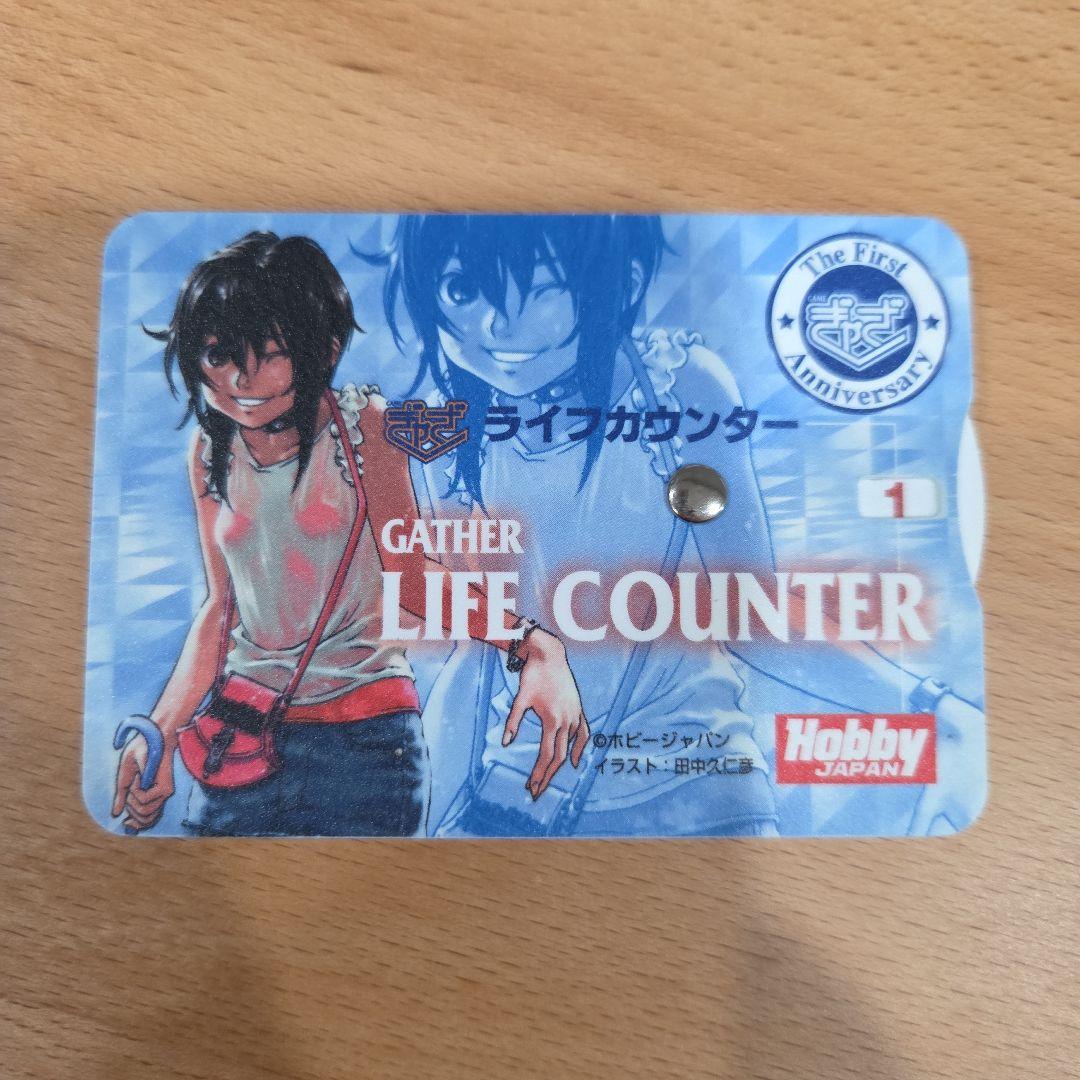 The First
GAME
ぎゃざ
Anniversary
ぎゃざ ライフカウンター
1
GATHER
LIFE COUNTER
©ホビージャパン
イラスト：田中久仁彦
Hobby
JAPAN